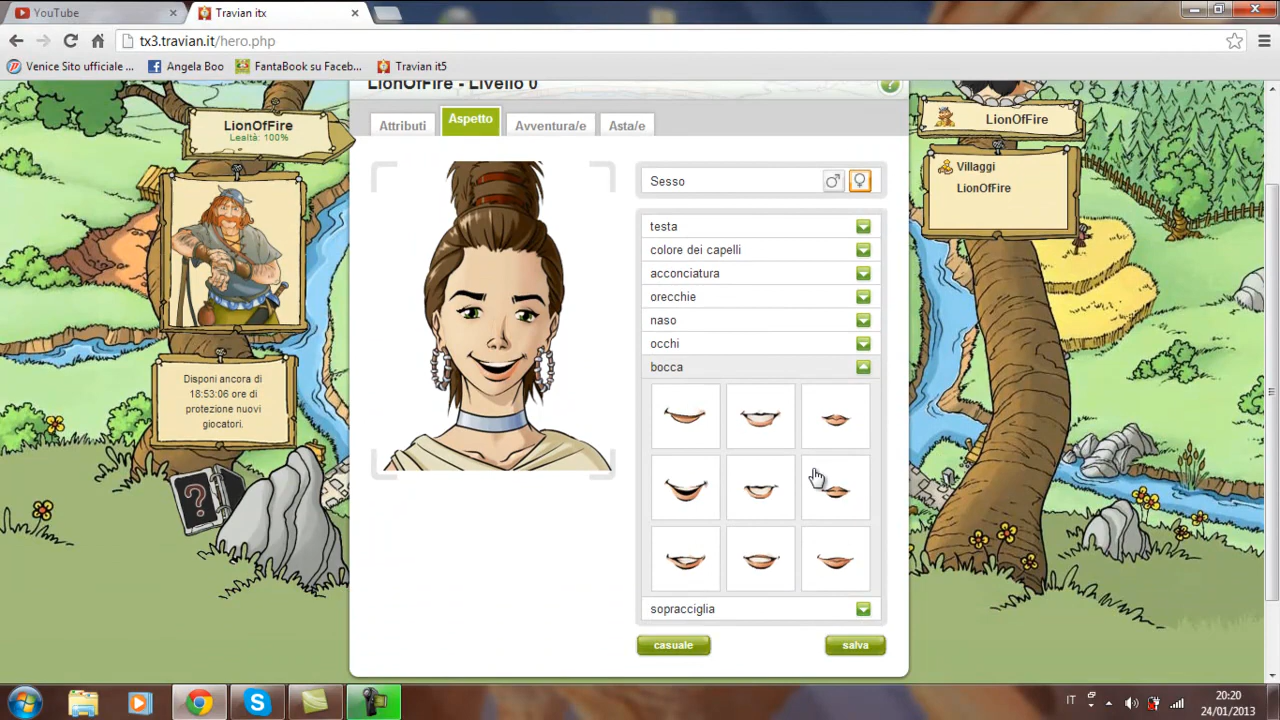 YouTube
Travian itx
tx3.travian.it/hero.php
Venice Sito ufficiale ...
Angela Boo
FantaBook su Faceb...
Travian it5
LionOfFire - Livello 0
?
LionOfFire
Lealtà: 100%
Attributi
Aspetto
Avventura/e
Asta/e
LionOfFire
Villaggi
LionOfFire
Sesso
testa
colore dei capelli
acconciatura
orecchie
naso
occhi
bocca
sopracciglia
casuale
salva
Disponi ancora di
18:53:06 ore di
protezione nuovi
giocatori.
?
IT
20:20
24/01/2013